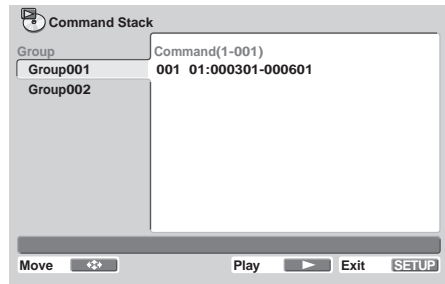 Command Stack
Group
Command(1-001)
Group001
001 01:000301-000601
Group002
Move
Play
Exit
SETUP